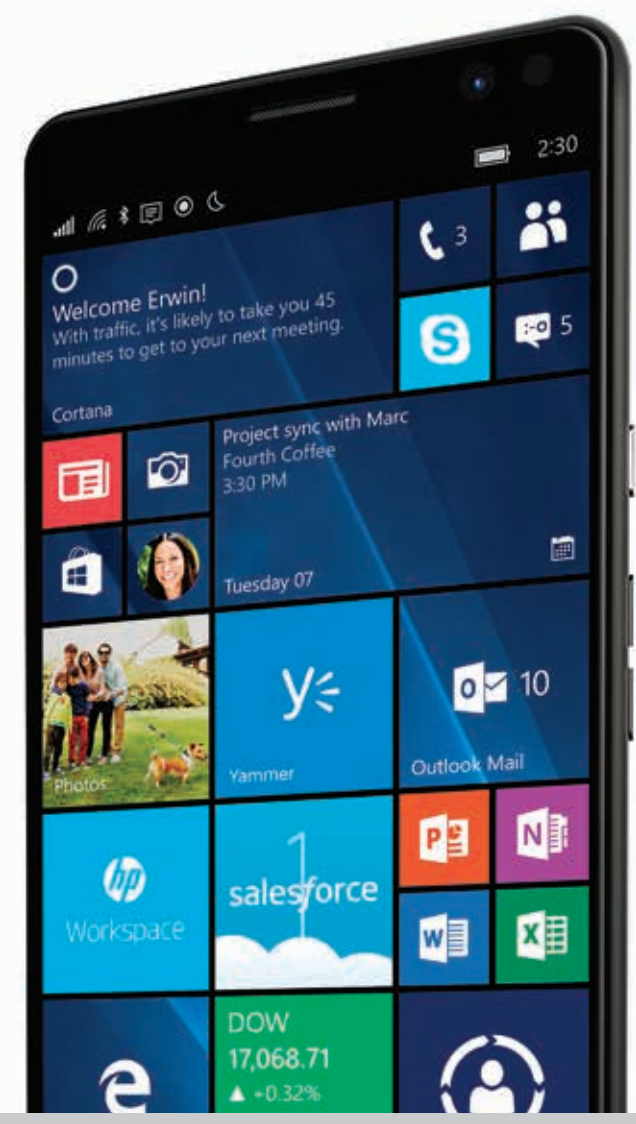 2:30
Welcome Erwin!
With traffic, it's likely to take you 45
minutes to get to your next meeting.
Cortana
3
S
:-o 5
Project sync with Marc
Fourth Coffee
3:30 PM
Tuesday 07
Photos
y
Yammer
o 10
Outlook Mail
hp
Workspace
1
salesforce
P
N
W
X
e
DOW
17,068.71
▲ +0.32%